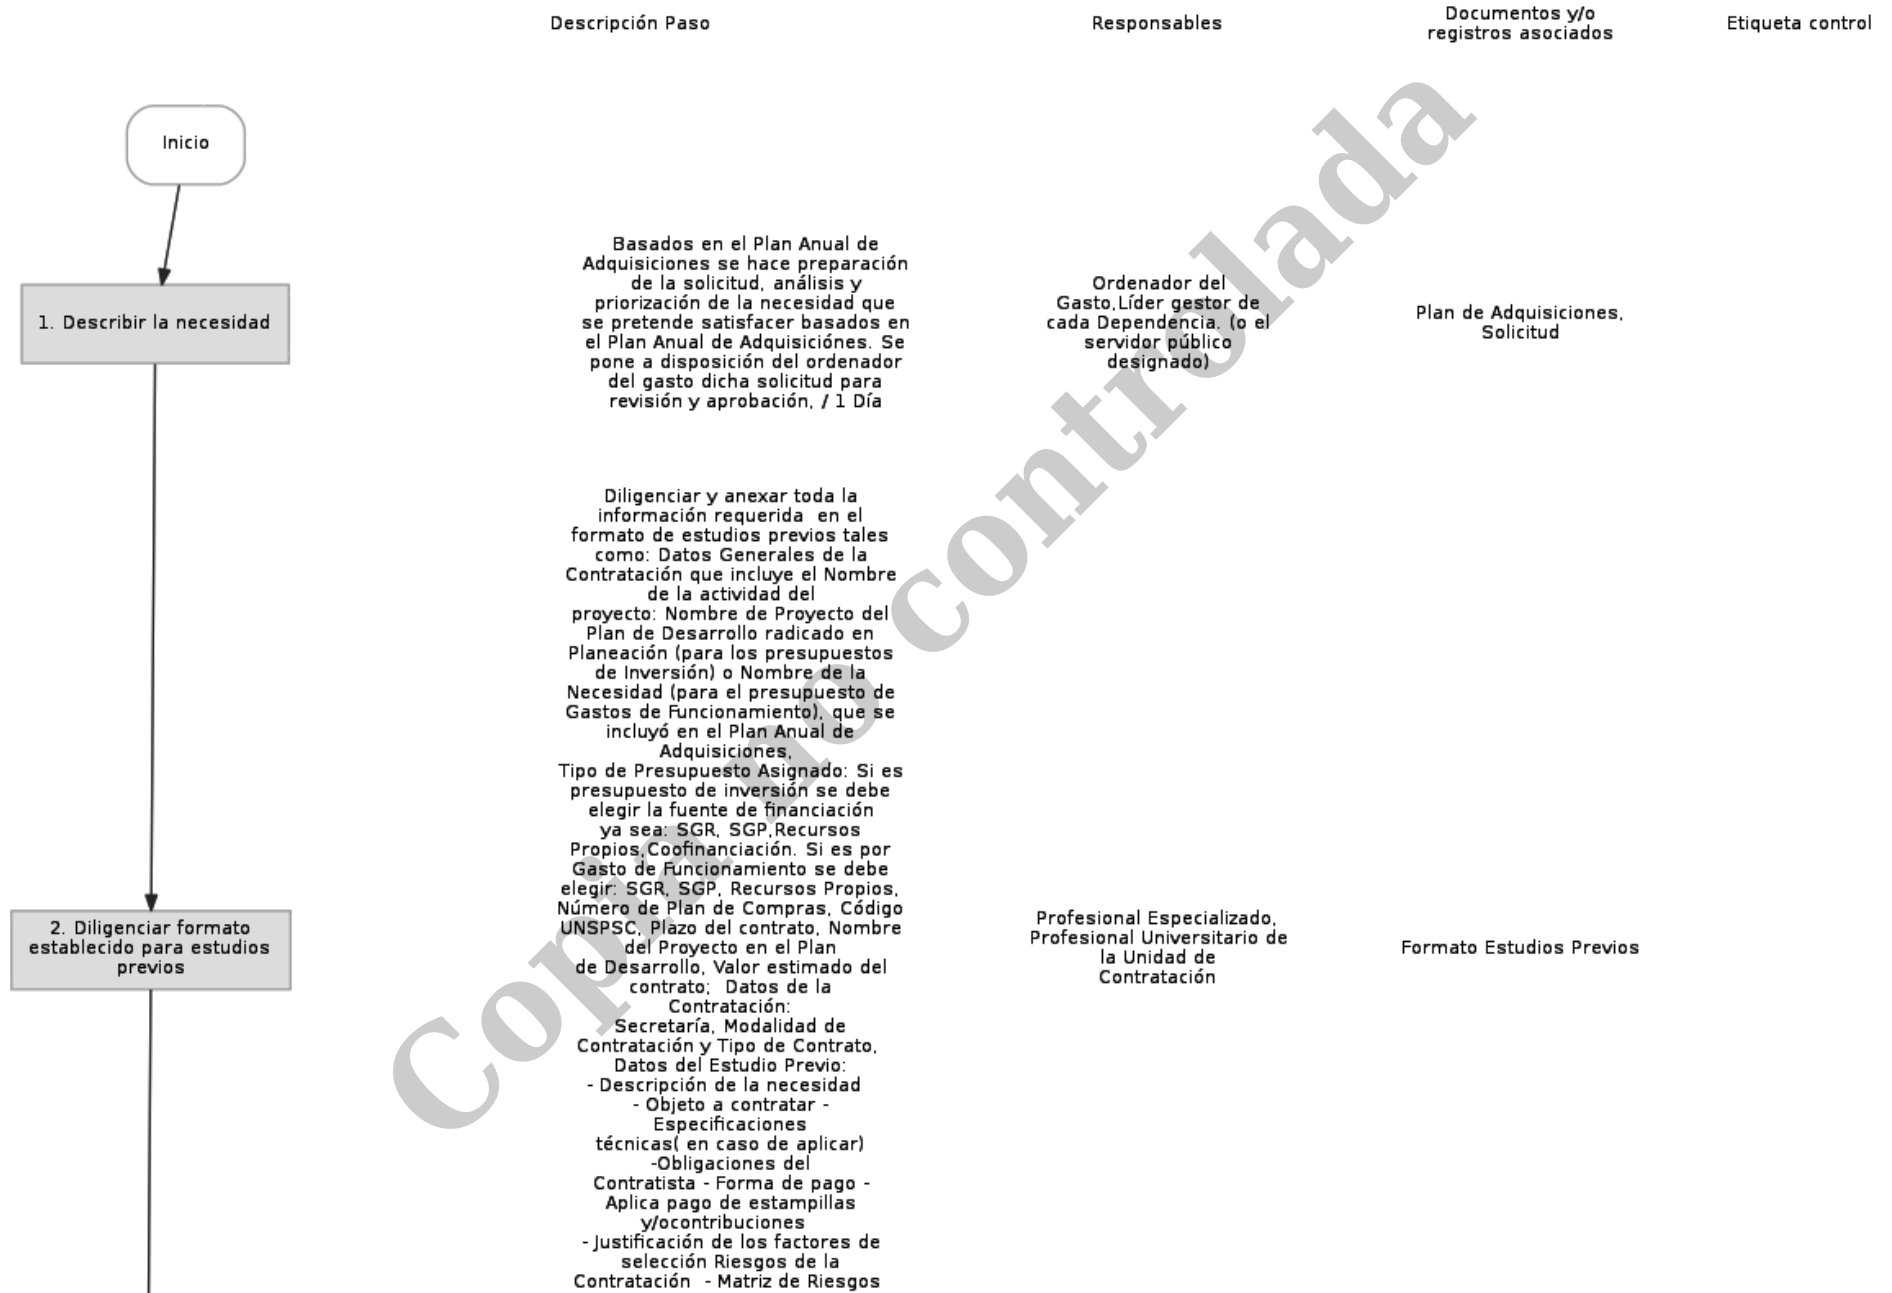 Descripción Paso
Responsables
Documentos y/o
registros asociados
Etiqueta control
Inicio
1. Describir la necesidad
Basados en el Plan Anual de
Adquisiciones se hace preparación
de la solicitud, análisis y
priorización de la necesidad que
se pretende satisfacer basados en
el Plan Anual de Adquisiciónes. Se
pone a disposición del ordenador
del gasto dicha solicitud para
revisión y aprobación, / 1 Día
Ordenador del
Gasto,Líder gestor de
cada Dependencia. (o el
servidor público
designado)
Plan de Adquisiciones,
Solicitud
2. Diligenciar formato
establecido para estudios
previos
Diligenciar y anexar toda la
información requerida  en el
formato de estudios previos tales
como: Datos Generales de la
Contratación que incluye el Nombre
de la actividad del
proyecto: Nombre de Proyecto del
Plan de Desarrollo radicado en
Planeación (para los presupuestos
de Inversión) o Nombre de la
Necesidad (para el presupuesto de
Gastos de Funcionamiento), que se
incluyó en el Plan Anual de
Adquisiciones,
Tipo de Presupuesto Asignado: Si es
presupuesto de inversión se debe
elegir la fuente de financiación
ya sea: SGR, SGP,Recursos
Propios,Coofinanciación. Si es por
Gasto de Funcionamiento se debe
elegir: SGR, SGP, Recursos Propios,
Número de Plan de Compras, Código
UNSPSC, Plazo del contrato, Nombre
del Proyecto en el Plan
de Desarrollo, Valor estimado del
contrato;  Datos de la
Contratación:
Secretaría, Modalidad de
Contratación y Tipo de Contrato,
Datos del Estudio Previo:
- Descripción de la necesidad
- Objeto a contratar -
Especificaciones
técnicas( en caso de aplicar)
-Obligaciones del
Contratista - Forma de pago -
Aplica pago de estampillas
y/ocontribuciones
- Justificación de los factores de
selección Riesgos de la
Contratación  - Matriz de Riesgos
Profesional Especializado,
Profesional Universitario de
la Unidad de
Contratación
Formato Estudios Previos
Copia no controlada